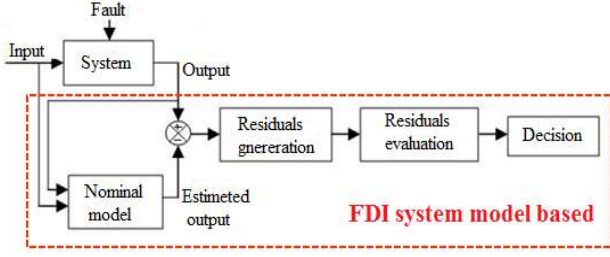 Fault
Input
System
Output
+
−
Residuals
gnereration
Residuals
evaluation
Decision
Nominal
model
Estimeted
output
FDI system model based